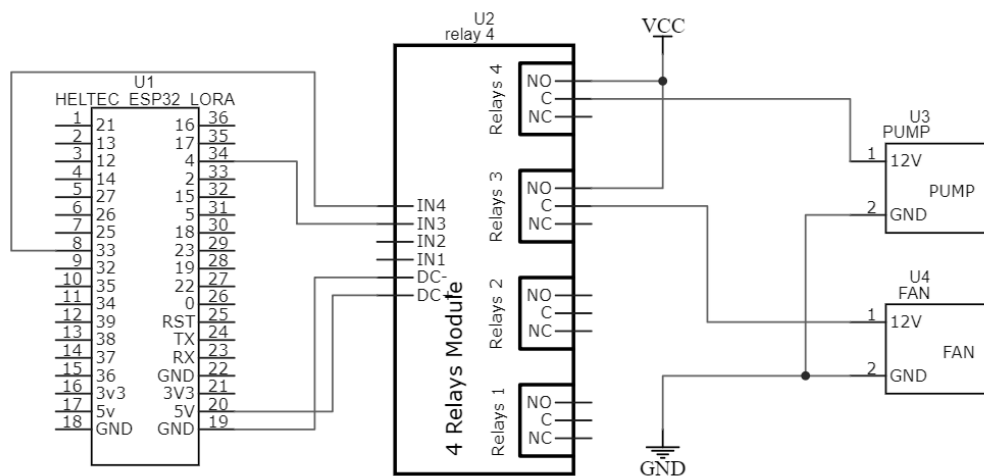 U1
HELTEC ESP32 LORA
1 21 16 36
2 13 17 35
3 12 4 34
4 14 2 33
5 27 15 32
6 26 5 31
7 25 18 30
8 33 23 29
9 32 19 28
10 35 22 27
11 34 0 26
12 39 RST 25
13 38 TX 24
14 37 RX 23
15 36 GND 22
16 3v3 3V3 21
17 5v 5V 20
18 GND GND 19
U2
relay 4
IN4
IN3
IN2
IN1
DC-
DC+
4 Relays Module
Relays 4
NO
C
NC
Relays 3
NO
C
NC
Relays 2
NO
C
NC
Relays 1
NO
C
NC
VCC
GND
U3
PUMP
1 12V
PUMP
2 GND
U4
FAN
1 12V
FAN
2 GND